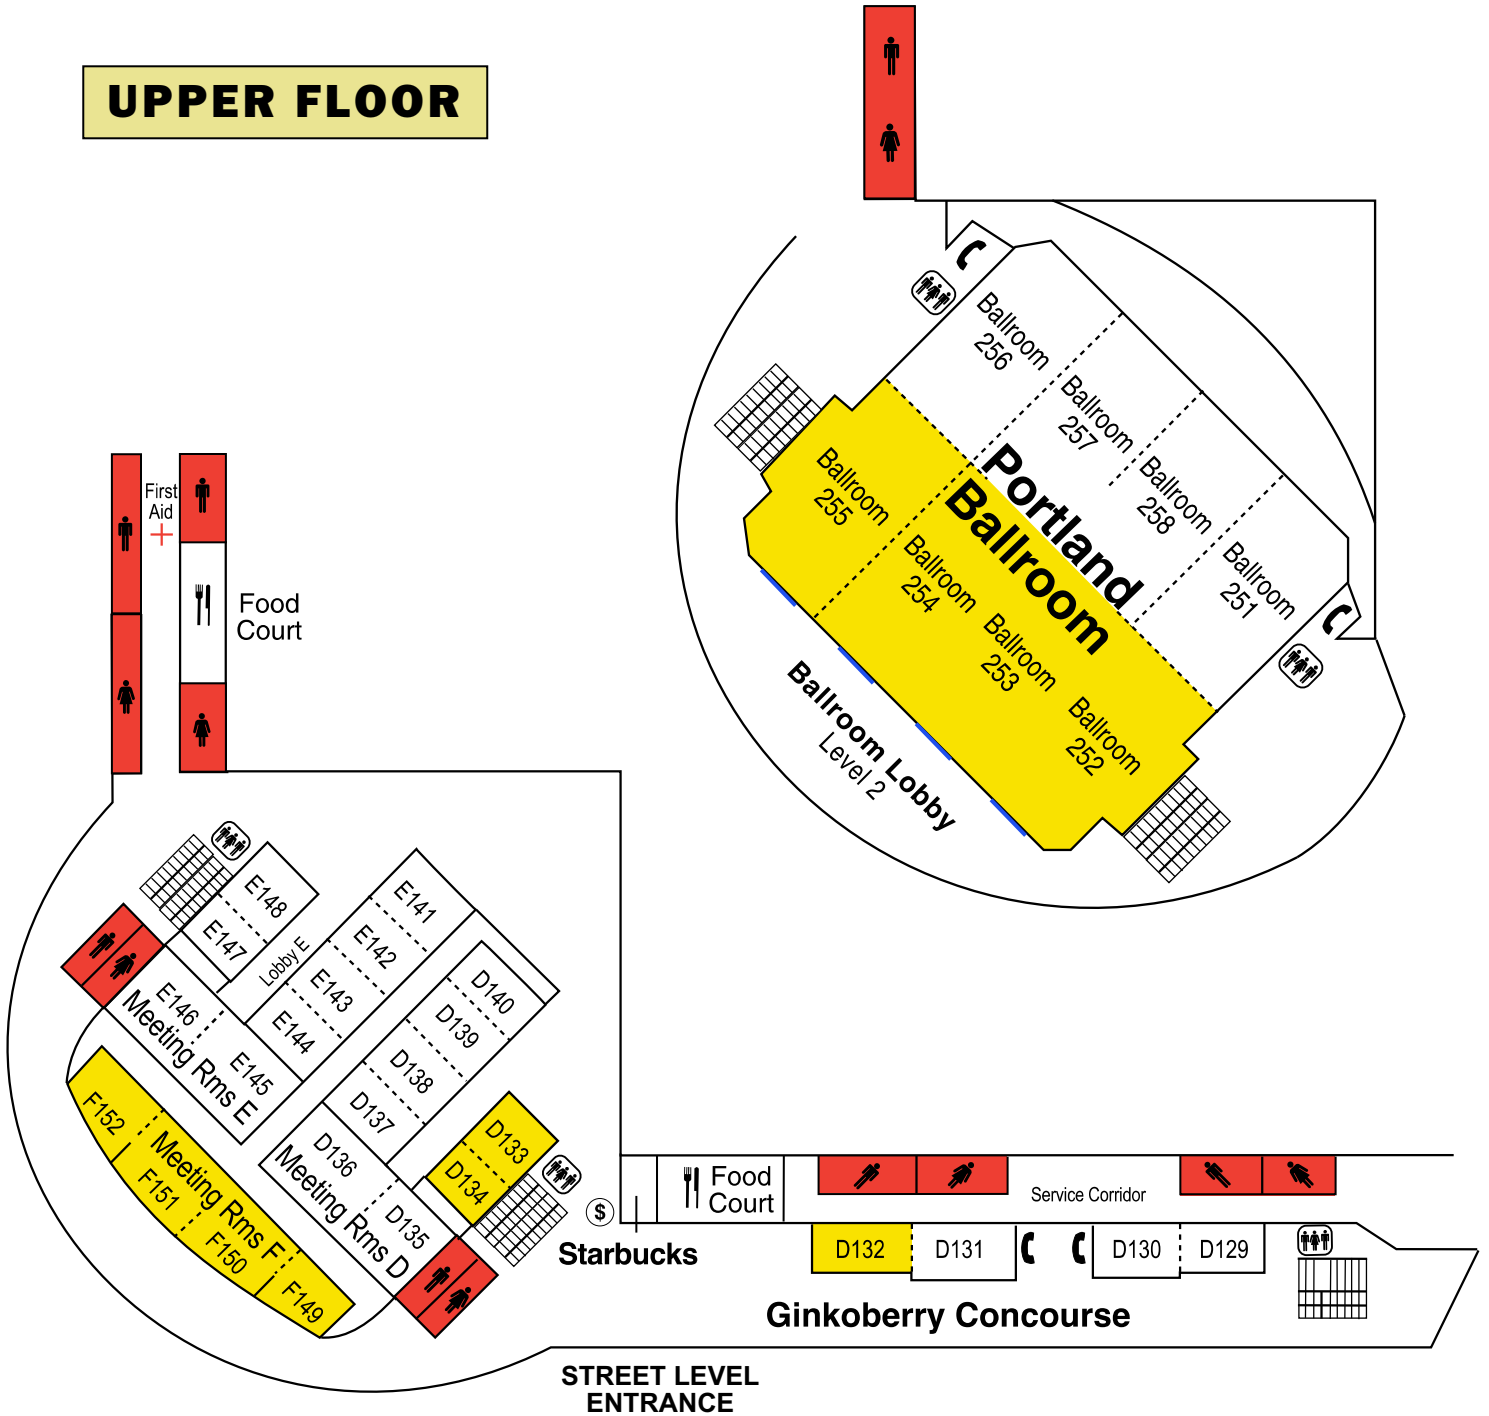 UPPER FLOOR
Ballroom
256
Ballroom
257
Ballroom
258
Ballroom
251
Portland
Ballroom
Ballroom
255
Ballroom
254
Ballroom
253
Ballroom
252
Ballroom Lobby
Level 2
First
Aid
Food
Court
E148
E147
Lobby E
E141
E142
E143
E144
E146
E145
Meeting Rms E
D140
D139
D138
D137
D136
D135
Meeting Rms D
D133
D134
F152
F151
F150
F149
Meeting Rms F
$
Starbucks
Food
Court
Service Corridor
D132
D131
D130
D129
Ginkoberry Concourse
STREET LEVEL
ENTRANCE